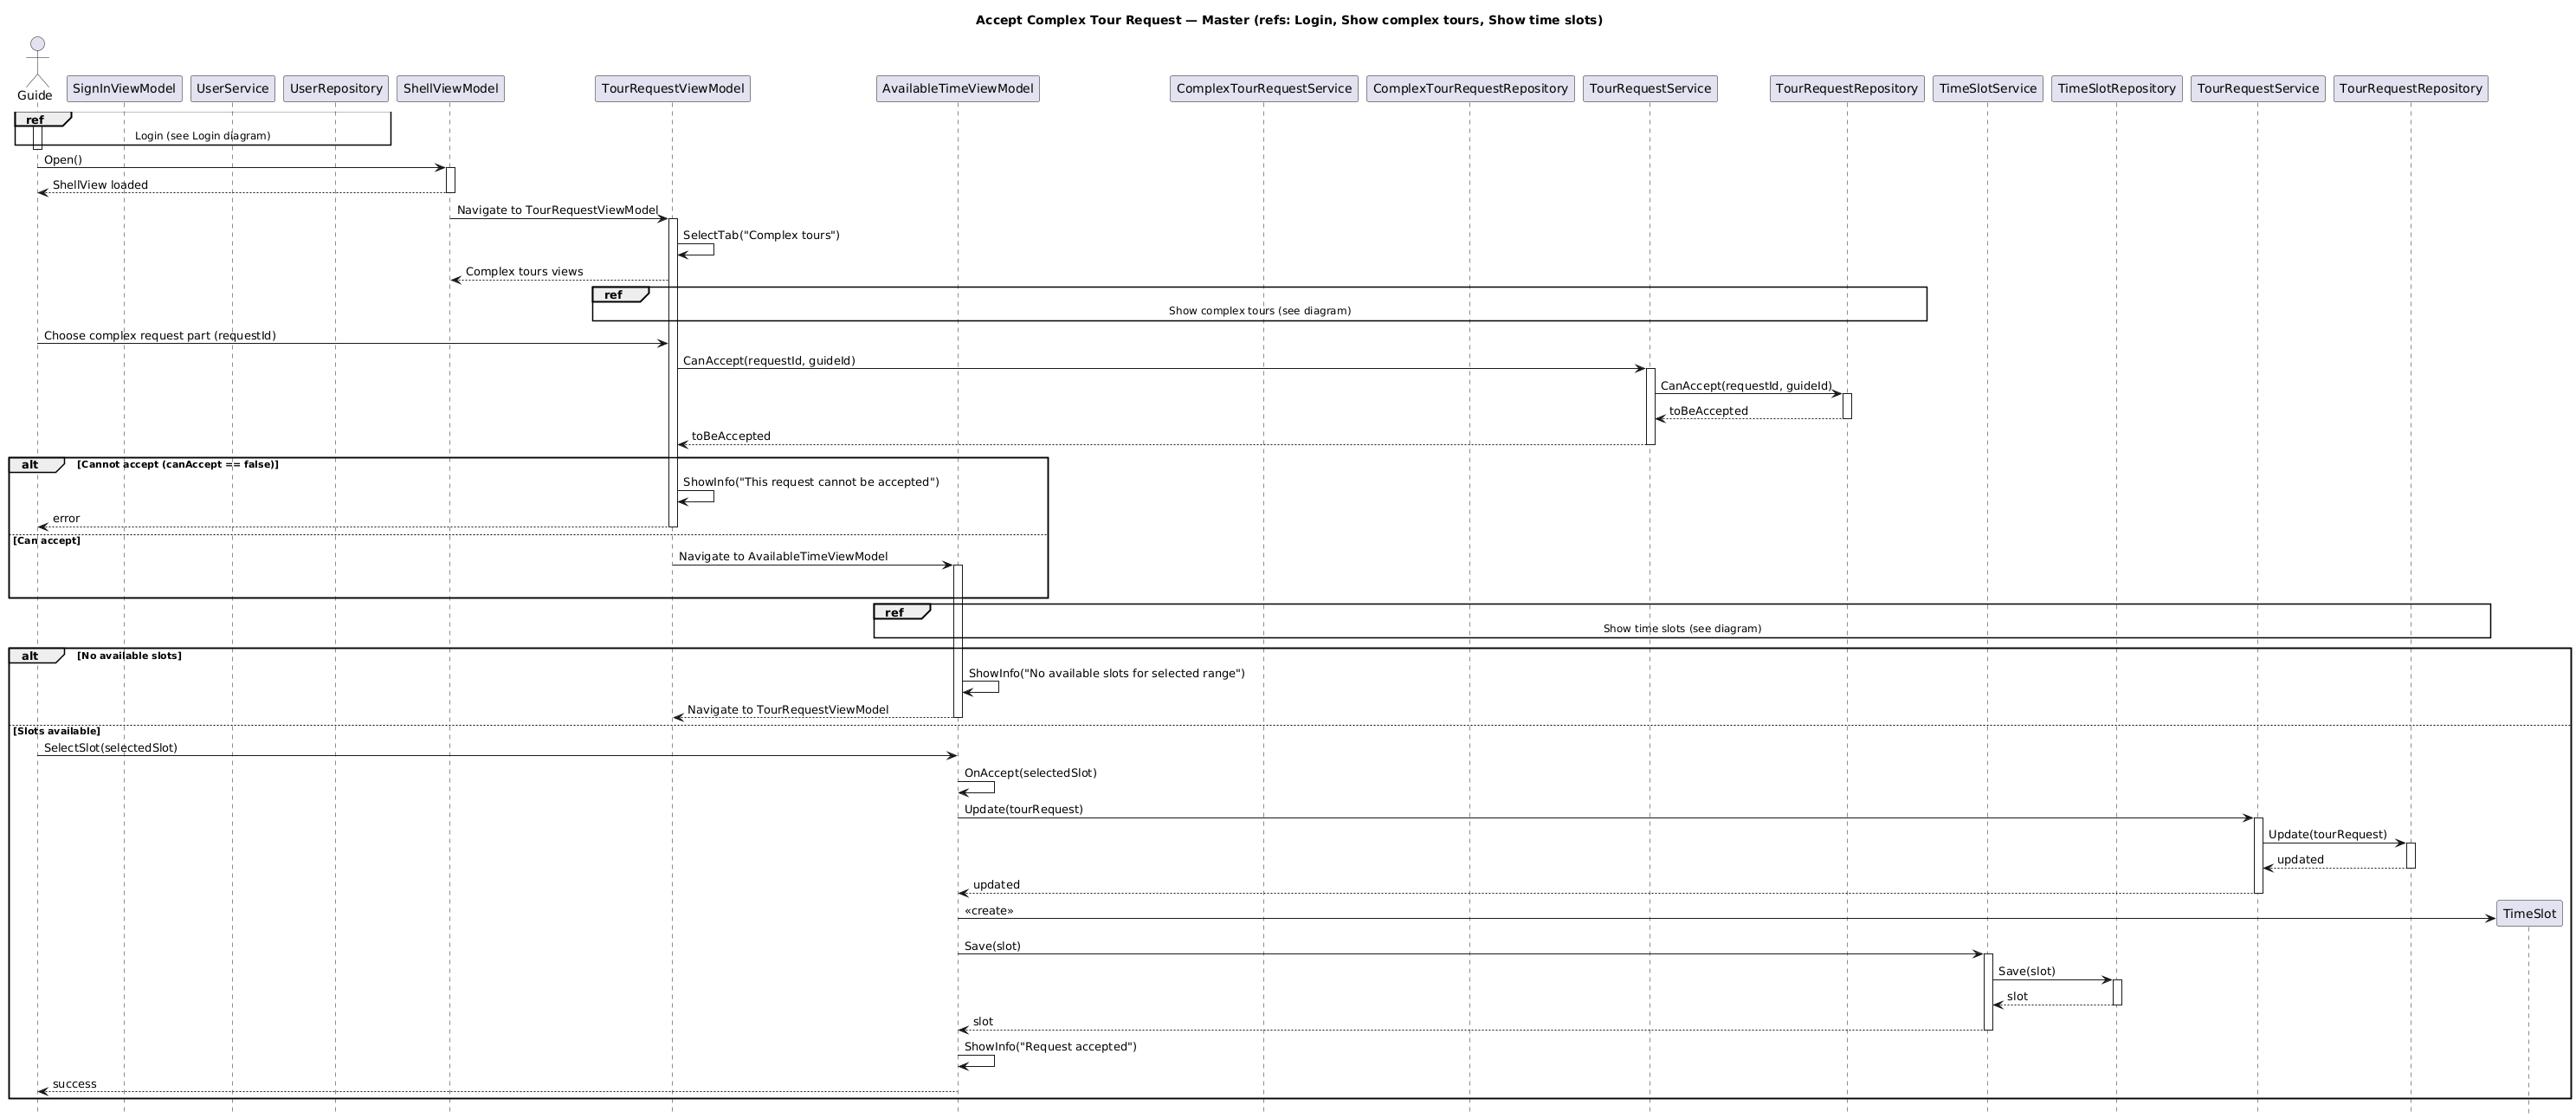 Accept Complex Tour Request — Master (refs: Login, Show complex tours, Show time slots)
Guide
SignInViewModel
UserService
UserRepository
ShellViewModel
TourRequestViewModel
AvailableTimeViewModel
ComplexTourRequestService
ComplexTourRequestRepository
TourRequestService
TourRequestRepository
TimeSlotService
TimeSlotRepository
TourRequestService
TourRequestRepository
ref
Login (see Login diagram)
Open()
ShellView loaded
Navigate to TourRequestViewModel
SelectTab("Complex tours")
Complex tours views
ref
Show complex tours (see diagram)
Choose complex request part (requestId)
CanAccept(requestId, guideId)
CanAccept(requestId, guideId)
toBeAccepted
toBeAccepted
alt
[Cannot accept (canAccept == false)]
ShowInfo("This request cannot be accepted")
error
[Can accept]
Navigate to AvailableTimeViewModel
ref
Show time slots (see diagram)
alt
[No available slots]
ShowInfo("No available slots for selected range")
Navigate to TourRequestViewModel
[Slots available]
SelectSlot(selectedSlot)
OnAccept(selectedSlot)
Update(tourRequest)
Update(tourRequest)
updated
updated
«create»
TimeSlot
Save(slot)
Save(slot)
slot
slot
ShowInfo("Request accepted")
success